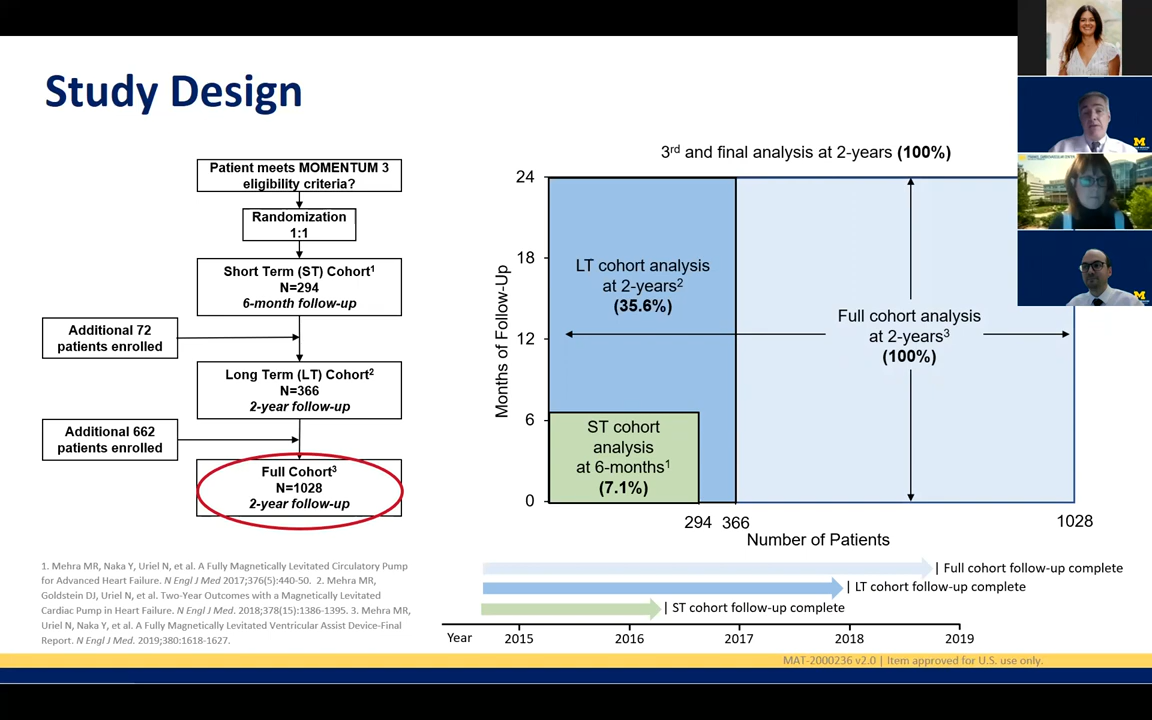 Study Design
Patient meets MOMENTUM 3
eligibility criteria?
Randomization
1:1
Short Term (ST) Cohort1
N=294
6-month follow-up
Additional 72
patients enrolled
Long Term (LT) Cohort2
N=366
2-year follow-up
Additional 662
patients enrolled
Full Cohort3
N=1028
2-year follow-up
1. Mehra MR, Naka Y, Uriel N, et al. A Fully Magnetically Levitated Circulatory Pump
for Advanced Heart Failure. N Engl J Med 2017;376(5):440-50. 2. Mehra MR,
Goldstein DJ, Uriel N, et al. Two-Year Outcomes with a Magnetically Levitated
Cardiac Pump in Heart Failure. N Engl J Med. 2018;378(15):1386-1395. 3. Mehra MR,
Uriel N, Naka Y, et al. A Fully Magnetically Levitated Ventricular Assist Device-Final
Report. N Engl J Med. 2019;380:1618-1627.
3rd and final analysis at 2-years (100%)
Months of Follow-Up
24
18
12
6
0
LT cohort analysis
at 2-years2
(35.6%)
Full cohort analysis
at 2-years3
(100%)
ST cohort
analysis
at 6-months1
(7.1%)
294 366 1028
Number of Patients
| Full cohort follow-up complete
| LT cohort follow-up complete
| ST cohort follow-up complete
Year 2015 2016 2017 2018 2019
MAT-2000236 v2.0 | Item approved for U.S. use only.
M
M